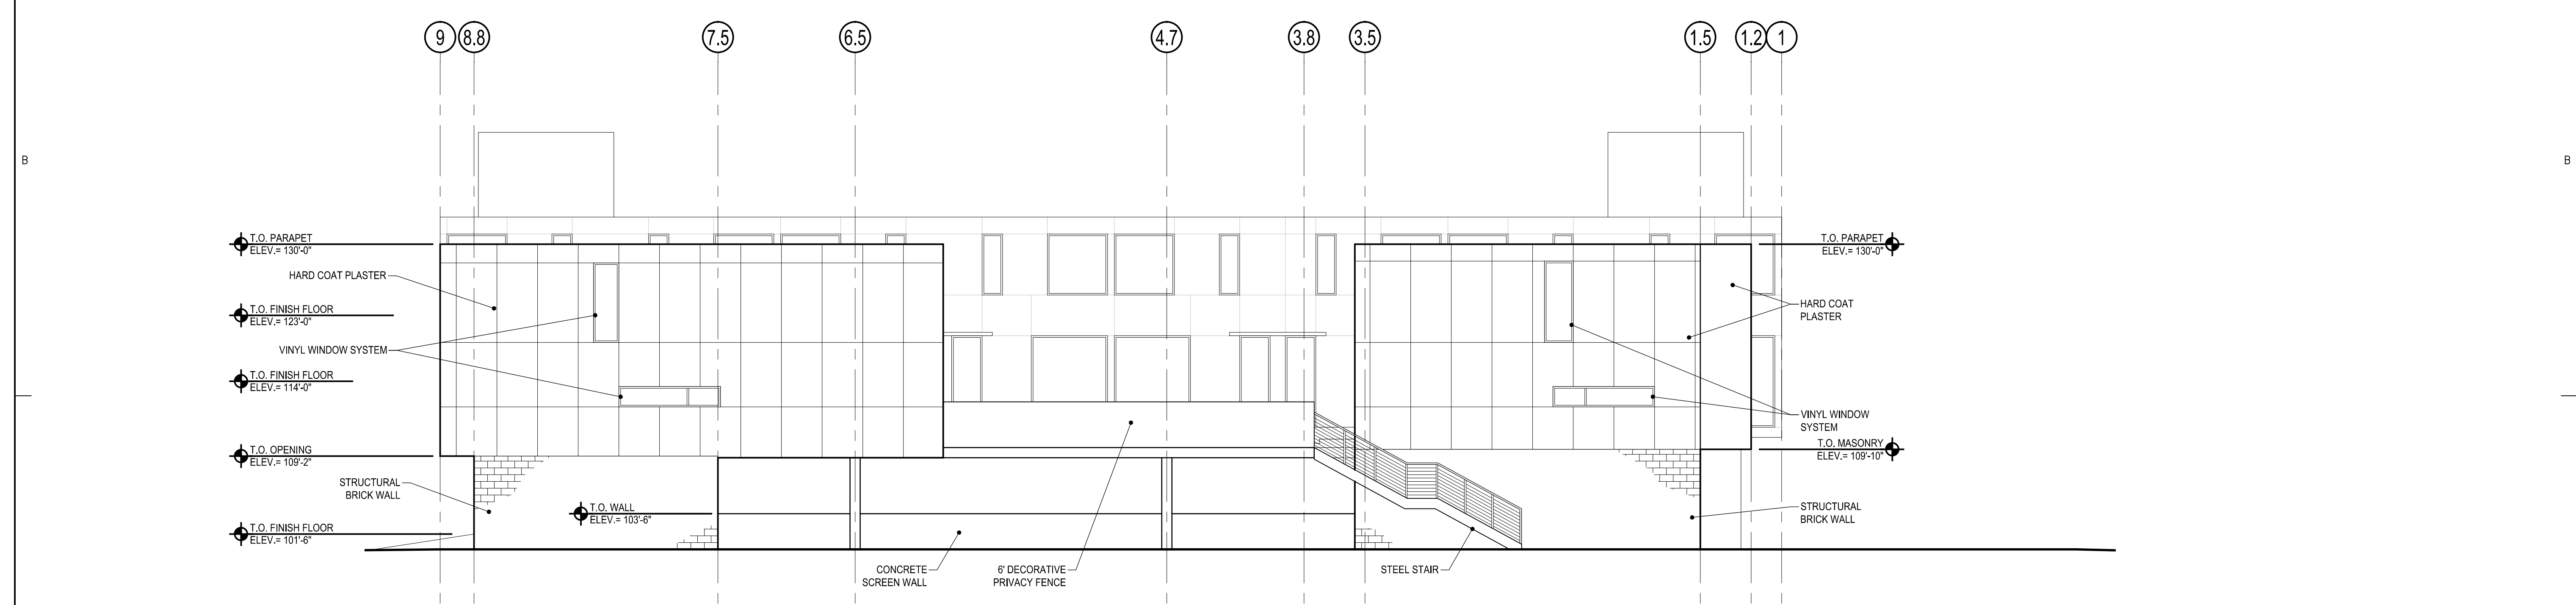 9
8.8
7.5
6.5
4.7
3.8
3.5
1.5
1.2
1
B
B
T.O. PARAPET
ELEV.= 130'-0"
HARD COAT PLASTER
T.O. FINISH FLOOR
ELEV.= 123'-0"
VINYL WINDOW SYSTEM
T.O. FINISH FLOOR
ELEV.= 114'-0"
T.O. OPENING
ELEV.= 109'-2"
STRUCTURAL
BRICK WALL
T.O. WALL
ELEV.= 103'-6"
T.O. FINISH FLOOR
ELEV.= 101'-6"
CONCRETE
SCREEN WALL
6' DECORATIVE
PRIVACY FENCE
STEEL STAIR
T.O. PARAPET
ELEV.= 130'-0"
HARD COAT
PLASTER
VINYL WINDOW
SYSTEM
T.O. MASONRY
ELEV.= 109'-10"
STRUCTURAL
BRICK WALL